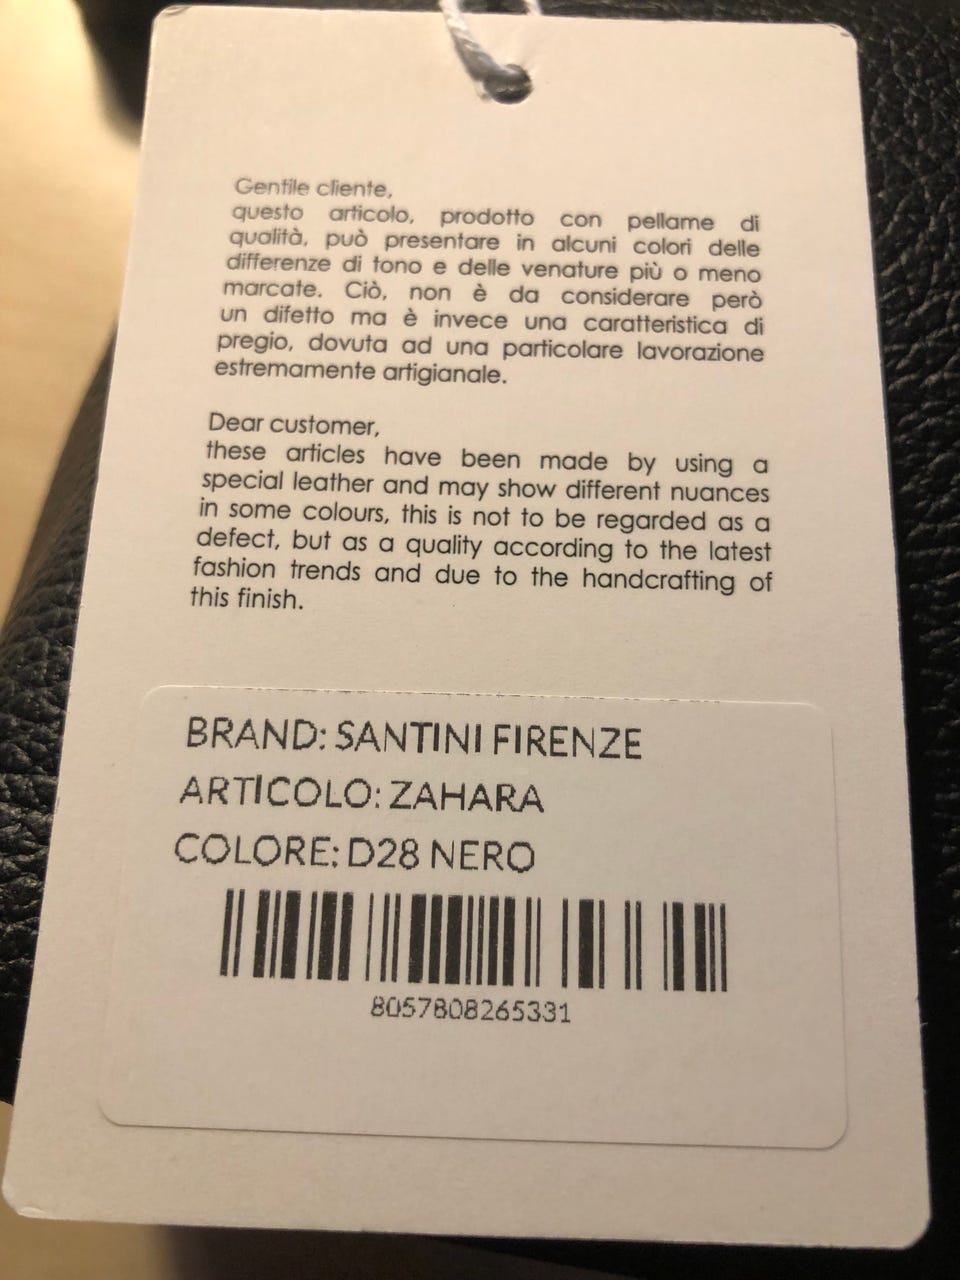 Gentile cliente,
questo articolo, prodotto con pellame di
qualità, può presentare in alcuni colori delle
differenze di tono e delle venature più o meno
marcate. Ciò, non è da considerare però
un difetto ma è invece una caratteristica di
pregio, dovuta ad una particolare lavorazione
estremamente artigianale.
Dear customer,
these articles have been made by using a
special leather and may show different nuances
in some colours, this is not to be regarded as a
defect, but as a quality according to the latest
fashion trends and due to the handcrafting of
this finish.
BRAND: SANTINI FIRENZE
ARTICOLO: ZAHARA
COLORE: D28 NERO
8057808265331